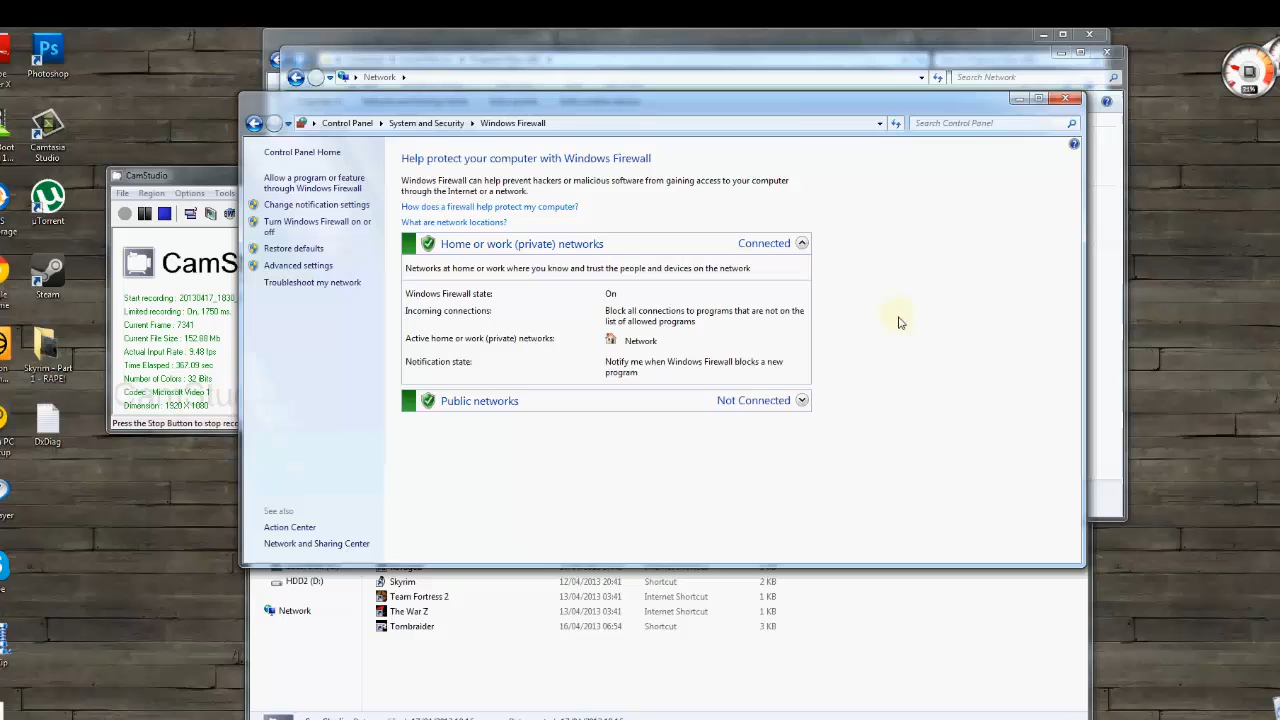 Photoshop
Camtasia
Studio
µTorrent
Steam
Skyrim - Part
1 - RAPE!
DxDiag
CamStudio
File Region Options Tools
CamS
Start recording : 20130417_1830_
Limited recording : On, 1750 ms.
Current Frame : 7341
Current File Size : 152.88 Mb
Actual Input Rate : 9.48 fps
Time Elasped : 367.09 sec
Number of Colors : 32 Bits
Codec : Microsoft Video 1
Dimension : 1920 X 1080
Press the Stop Button to stop reco
Network
Search Network
21%
Control Panel System and Security Windows Firewall
Search Control Panel
Control Panel Home
Allow a program or feature
through Windows Firewall
Change notification settings
Turn Windows Firewall on or
off
Restore defaults
Advanced settings
Troubleshoot my network
See also
Action Center
Network and Sharing Center
Help protect your computer with Windows Firewall
Windows Firewall can help prevent hackers or malicious software from gaining access to your computer
through the Internet or a network.
How does a firewall help protect my computer?
What are network locations?
Home or work (private) networks Connected
Networks at home or work where you know and trust the people and devices on the network
Windows Firewall state: On
Incoming connections: Block all connections to programs that are not on the
list of allowed programs
Active home or work (private) networks: Network
Notification state: Notify me when Windows Firewall blocks a new
program
Public networks Not Connected
HDD2 (D:)
Network
Skyrim 12/04/2013 20:41 Shortcut 2 KB
Team Fortress 2 13/04/2013 03:41 Internet Shortcut 1 KB
The War Z 13/04/2013 03:41 Internet Shortcut 1 KB
Tombraider 16/04/2013 06:54 Shortcut 3 KB